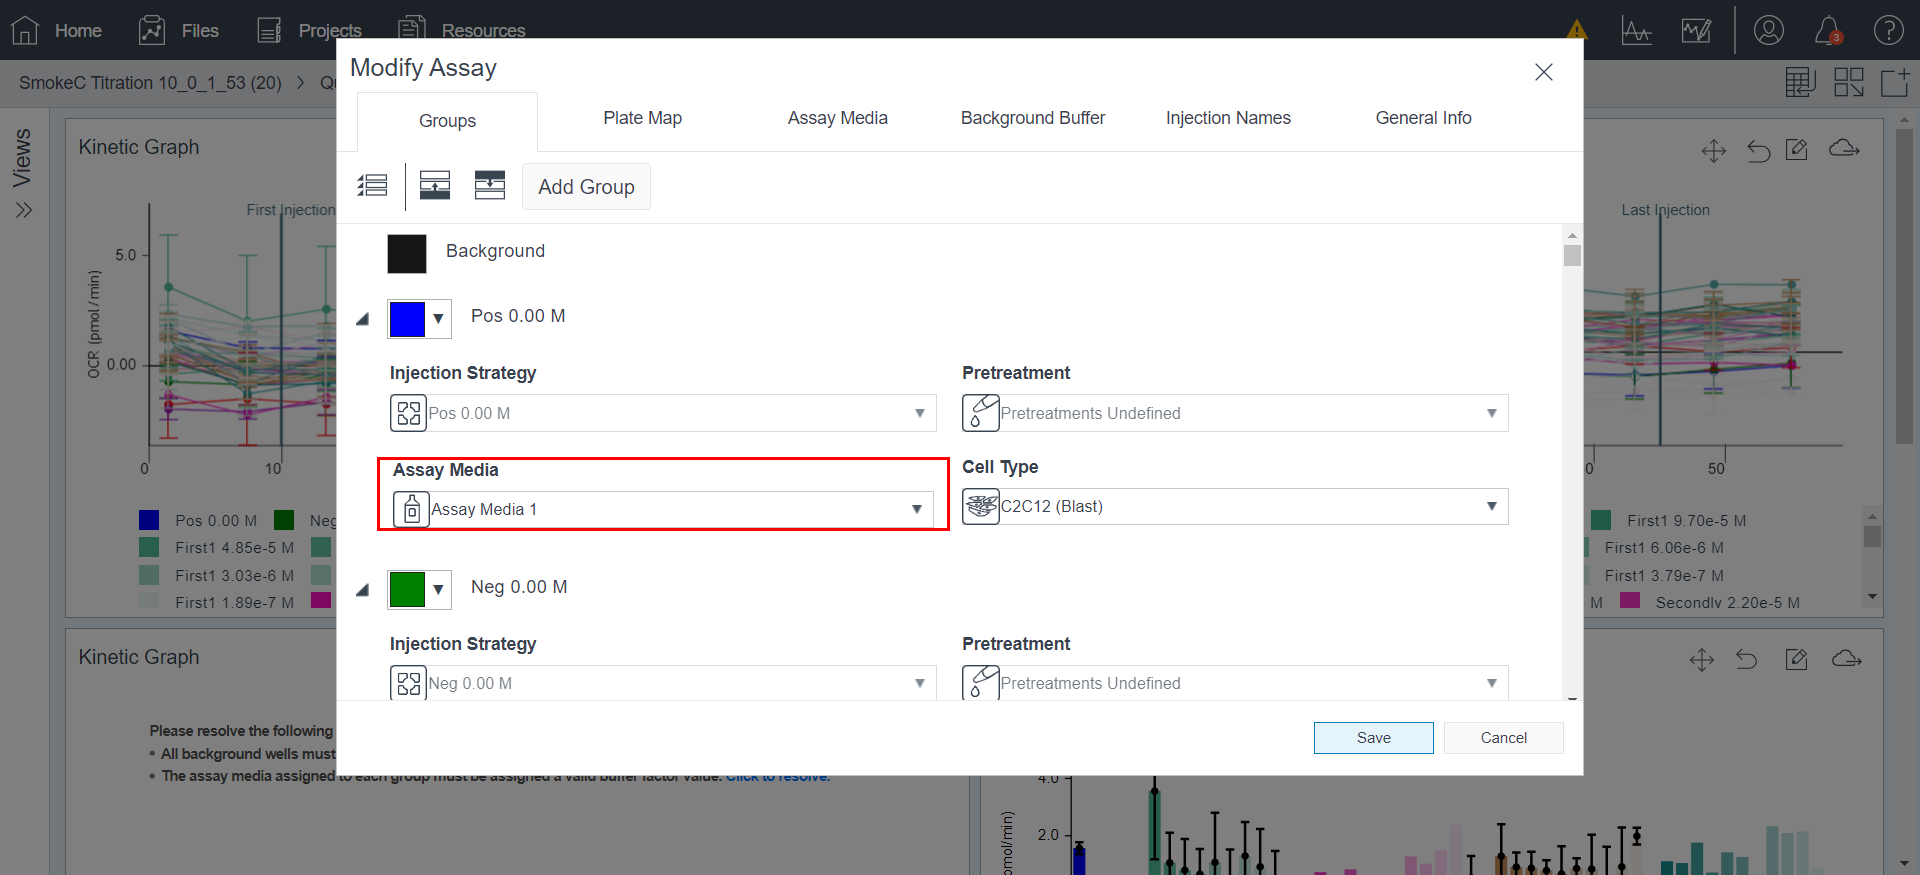 Home Files Projects Resources
3
SmokeC Titration 10_0_1_53 (20) > Qu
Views
Modify Assay
Groups Plate Map Assay Media Background Buffer Injection Names General Info
Add Group
Background
Pos 0.00 M
Injection Strategy Pretreatment
Pos 0.00 M Pretreatments Undefined
Assay Media Cell Type
Assay Media 1 C2C12 (Blast)
Neg 0.00 M
Injection Strategy Pretreatment
Neg 0.00 M Pretreatments Undefined
Save Cancel
Kinetic Graph
First Injection
Last Injection
5.0
0.00
OCR (pmol/min)
0 10
0 50
Pos 0.00 M Neg
First1 4.85e-5 M
First1 3.03e-6 M
First1 1.89e-7 M
First1 9.70e-5 M
First1 6.06e-6 M
First1 3.79e-7 M
M Secondly 2.20e-5 M
Kinetic Graph
Please resolve the following
• All background wells must
• The assay media assigned to each group must be assigned a valid buffer factor value. Click to resolve.
4.0
2.0
omol/min)